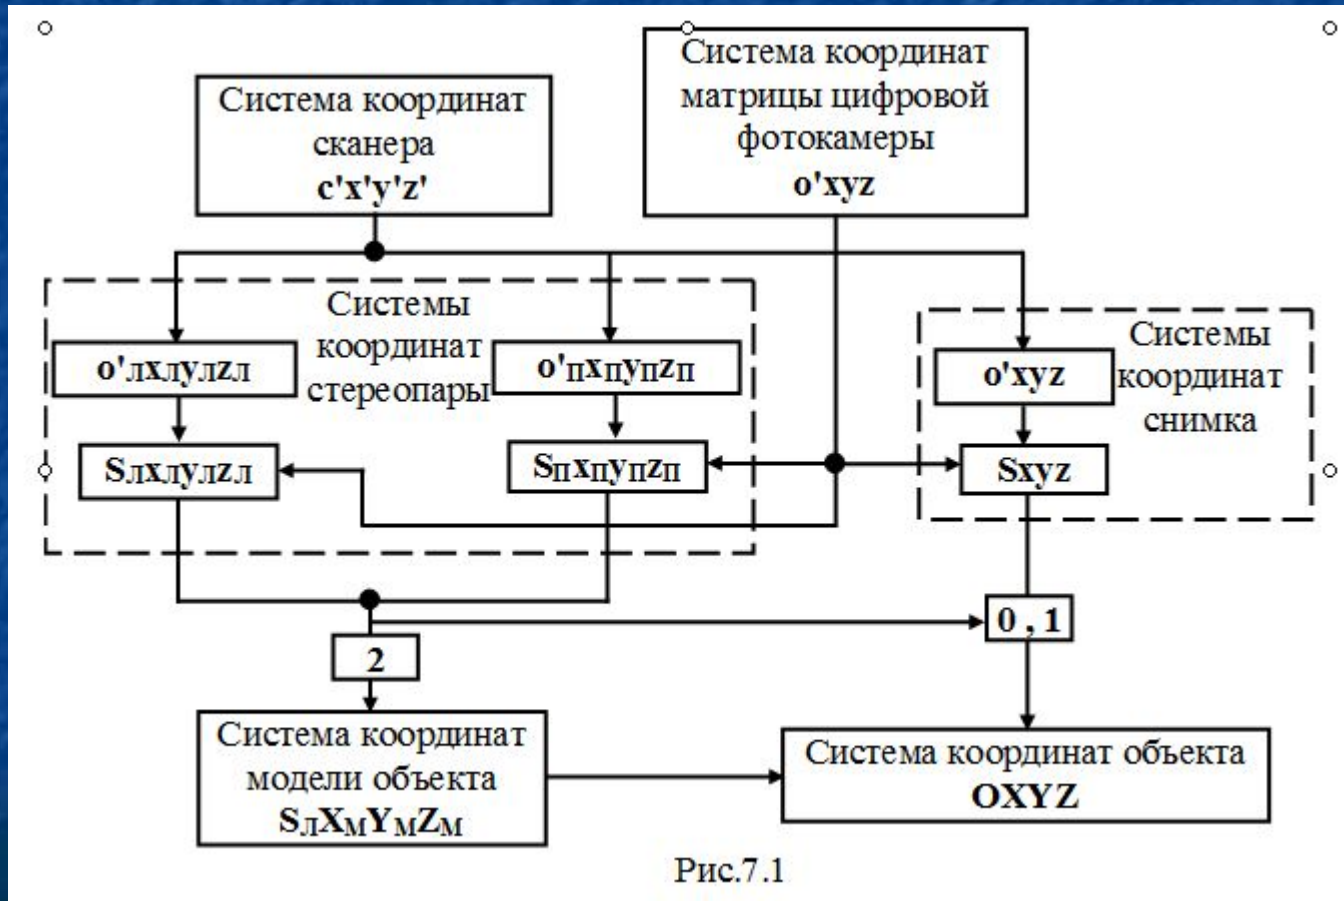 Система координат
сканера
c'x'y'z'
Система координат
матрицы цифровой
фотокамеры
o'xyz
Системы
координат
стереопары
o'лxлyлzл
o'пxпyпzп
Sлxлyлzл
Sпxпyпzп
Системы
координат
снимка
o'xyz
Sxyz
0 , 1
2
Система координат
модели объекта
SлXмYмZм
Система координат объекта
OXYZ
Рис.7.1